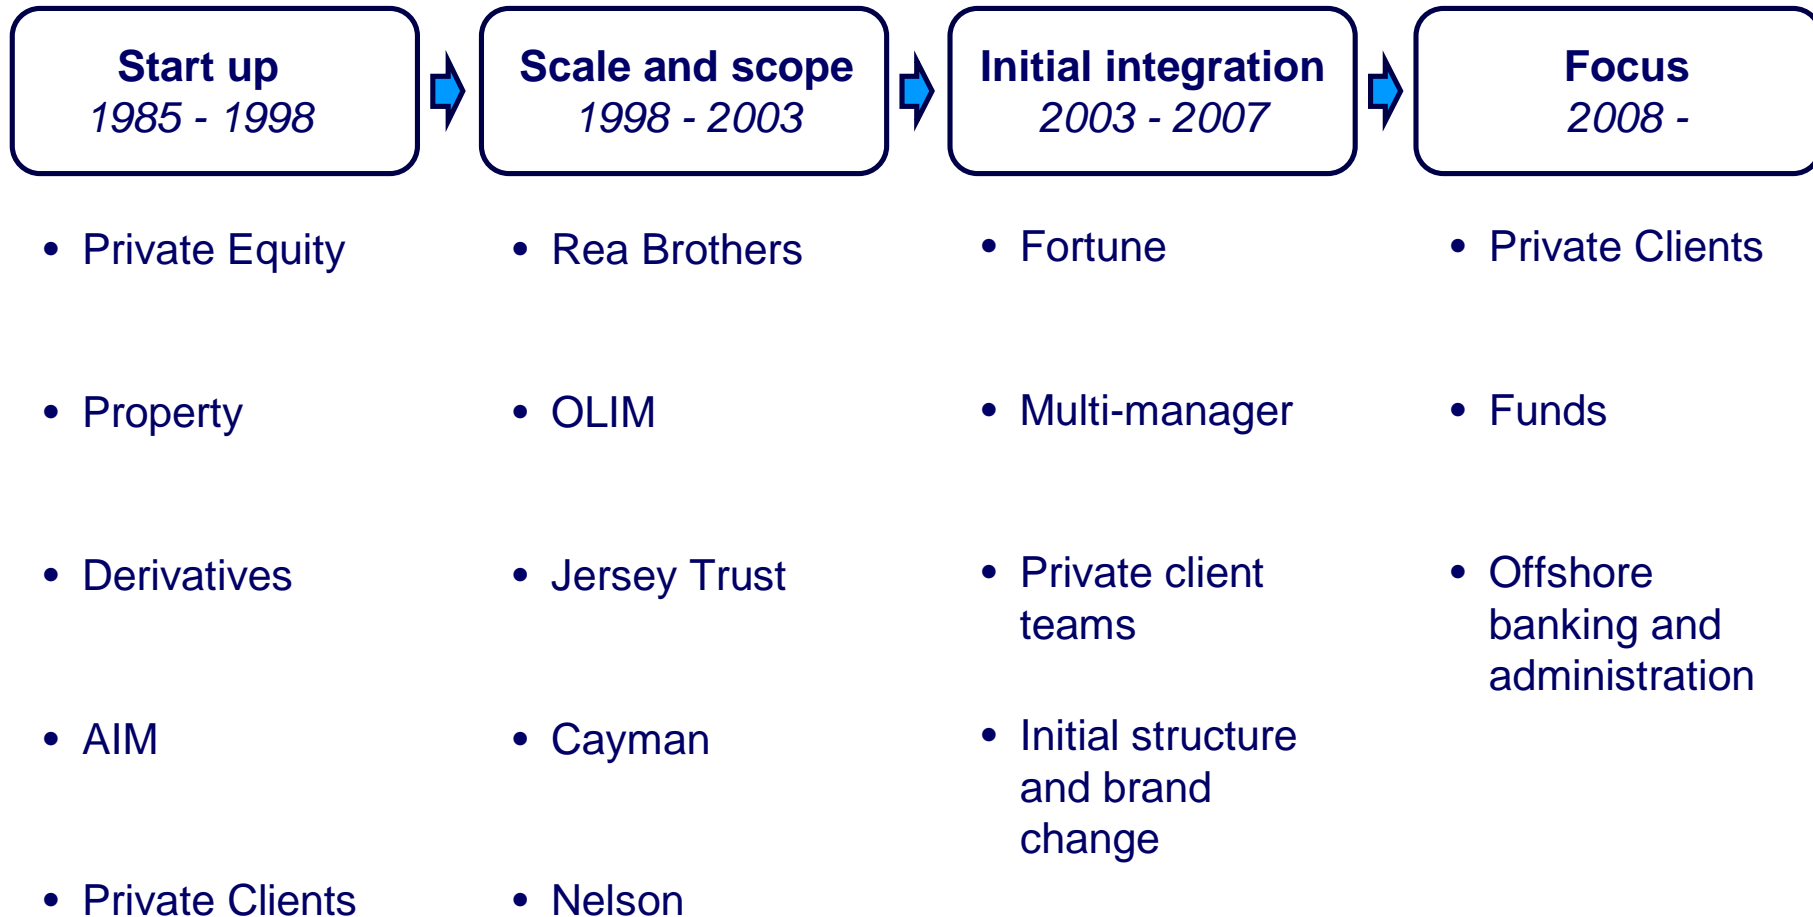 Start up
1985 - 1998
Scale and scope
1998 - 2003
Initial integration
2003 - 2007
Focus
2008 -
• Private Equity
• Property
• Derivatives
• AIM
• Private Clients
• Rea Brothers
• OLIM
• Jersey Trust
• Cayman
• Nelson
• Fortune
• Multi-manager
• Private client
teams
• Initial structure
and brand
change
• Private Clients
• Funds
• Offshore
banking and
administration